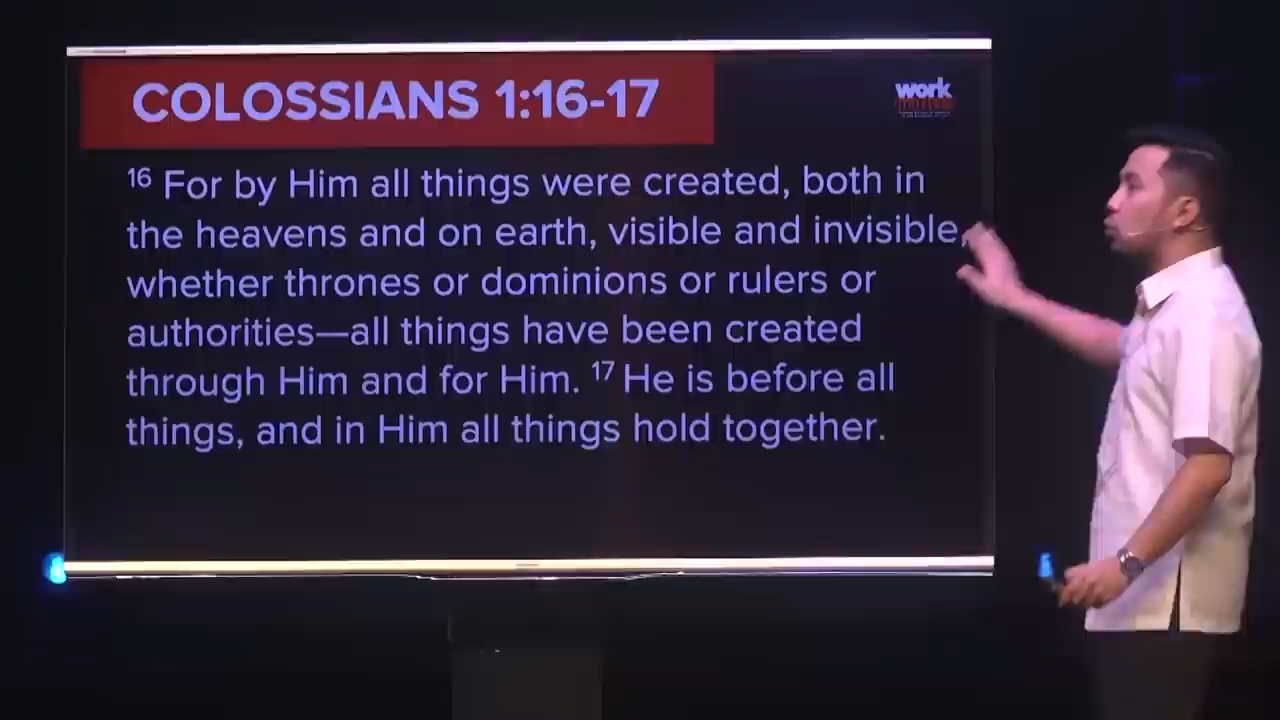 COLOSSIANS 1:16-17
work
16 For by Him all things were created, both in
the heavens and on earth, visible and invisible,
whether thrones or dominions or rulers or
authorities—all things have been created
through Him and for Him. 17 He is before all
things, and in Him all things hold together.